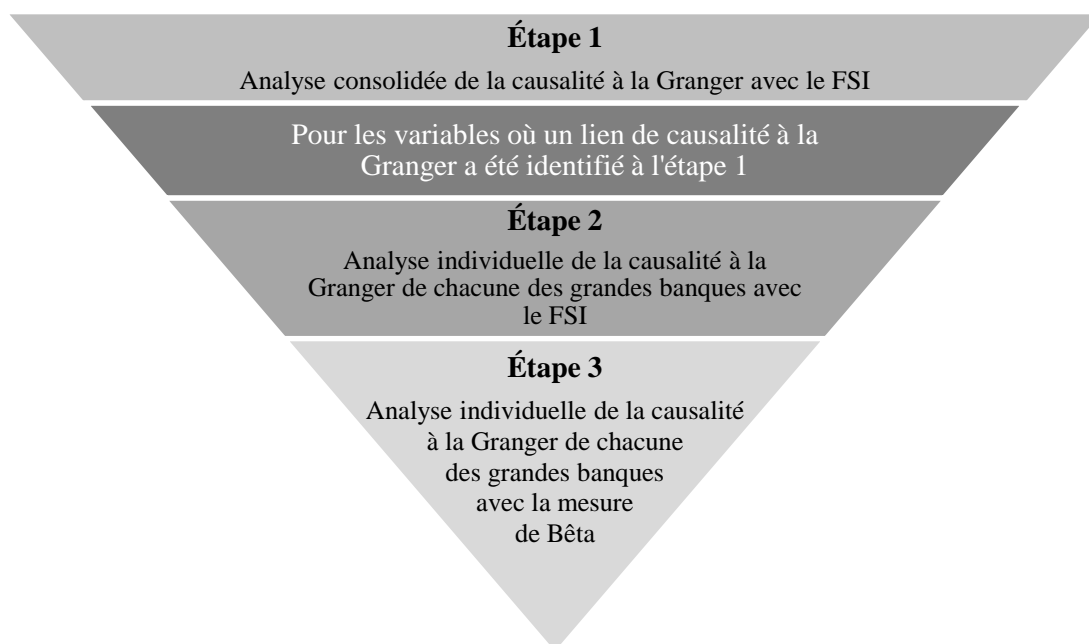 Étape 1
Analyse consolidée de la causalité à la Granger avec le FSI
Pour les variables où un lien de causalité à la
Granger a été identifié à l'étape 1
Étape 2
Analyse individuelle de la causalité à la
Granger de chacune des grandes banques avec
le FSI
Étape 3
Analyse individuelle de la causalité
à la Granger de chacune
des grandes banques
avec la mesure
de Bêta